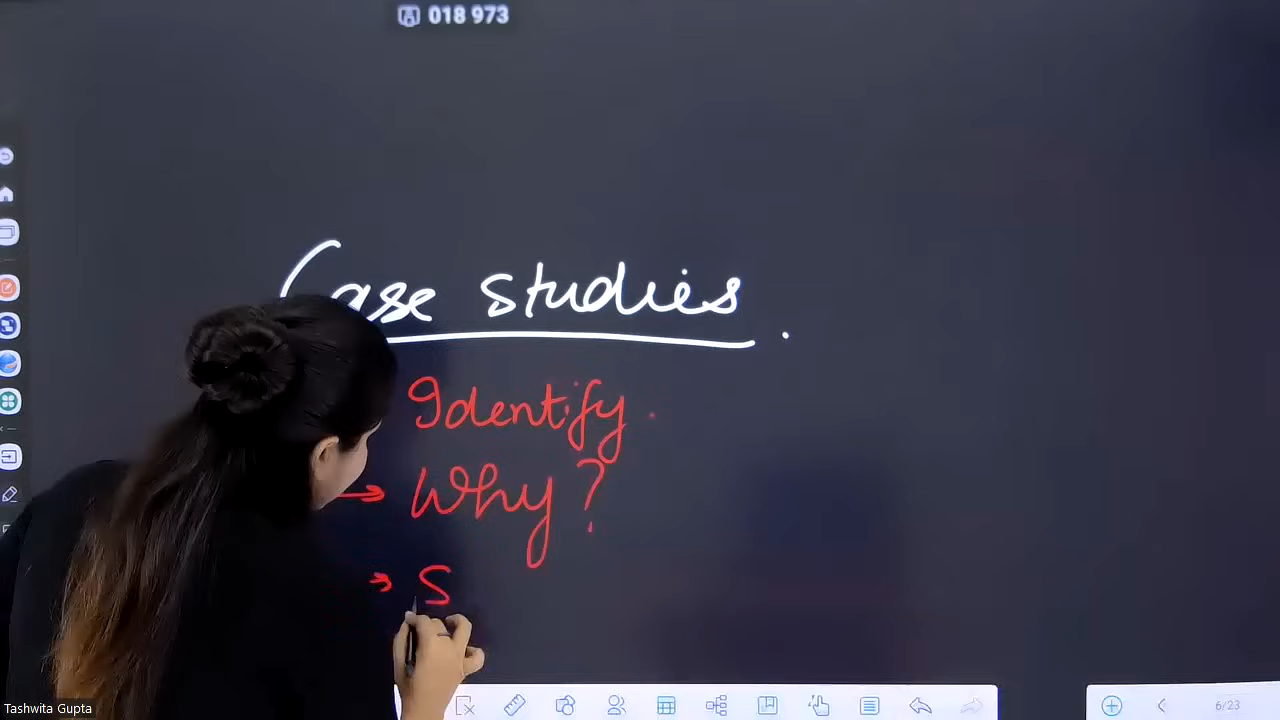 018 973
Case studies.
Identify.
→ Why?
→ S
Tashwita Gupta
6/23